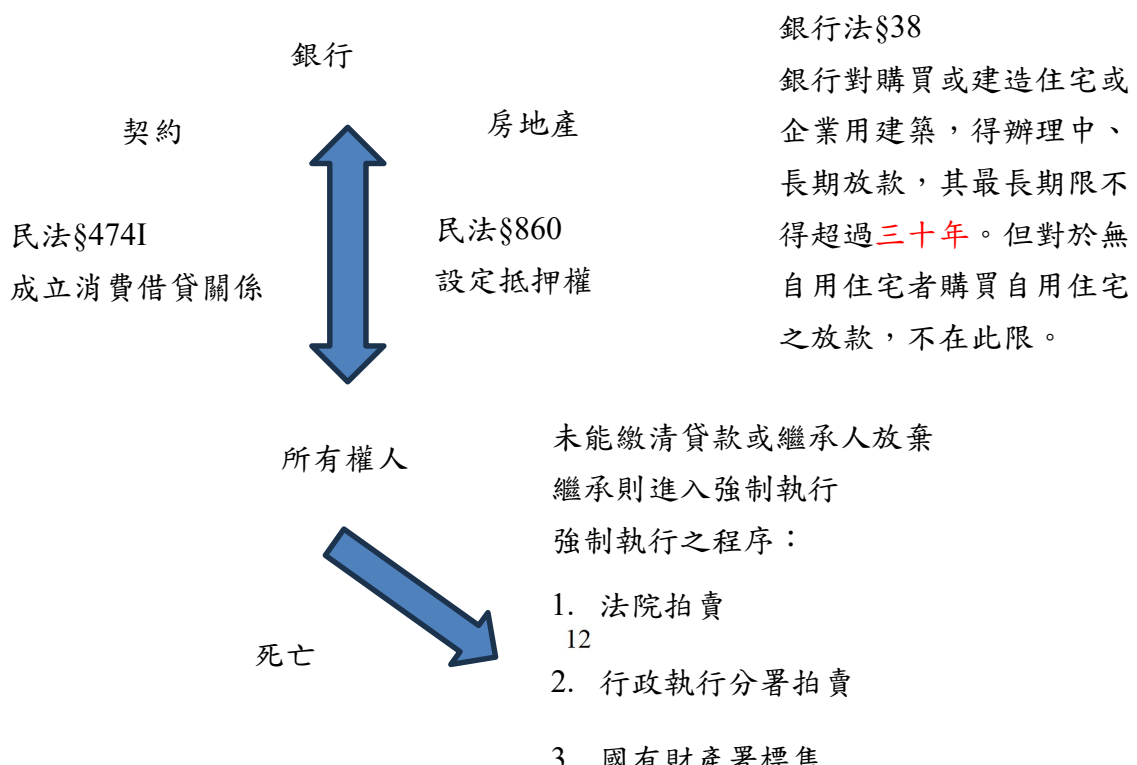 銀行
契約
房地產
民法§474I
成立消費借貸關係
民法§860
設定抵押權
銀行法§38
銀行對購買或建造住宅或
企業用建築，得辦理中、
長期放款，其最長期限不
得超過三十年。但對於無
自用住宅者購買自用住宅
之放款，不在此限。
所有權人
死亡
未能繳清貸款或繼承人放棄
繼承則進入強制執行
強制執行之程序：
1. 法院拍賣
12
2. 行政執行分署拍賣
3. 國有財產署標售